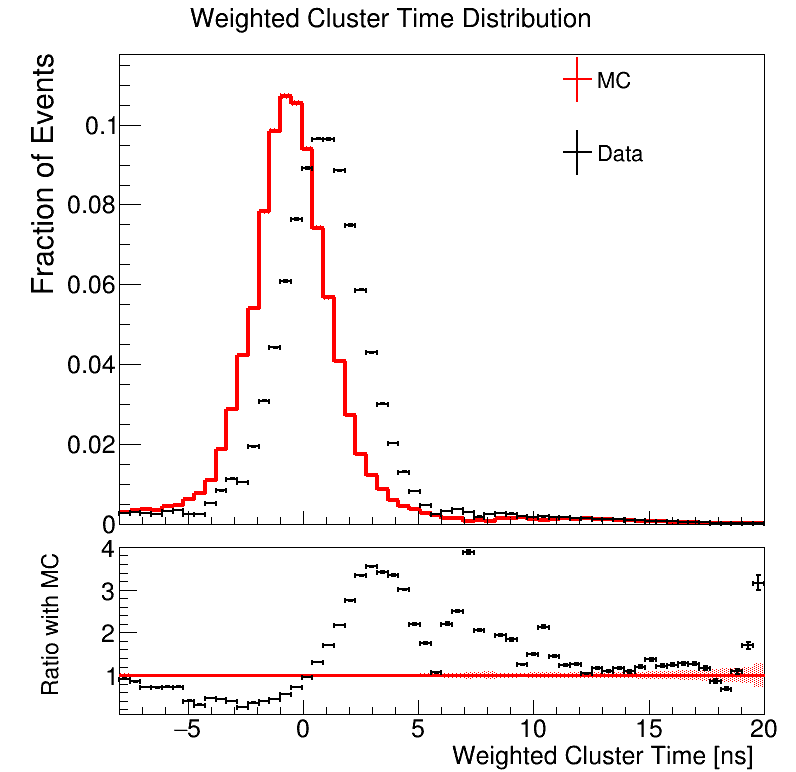 Weighted Cluster Time Distribution
Fraction of Events
0.1
0.08
0.06
0.04
0.02
0
MC
Data
Ratio with MC
4
3
2
1
−5 0 5 10 15 20
Weighted Cluster Time [ns]